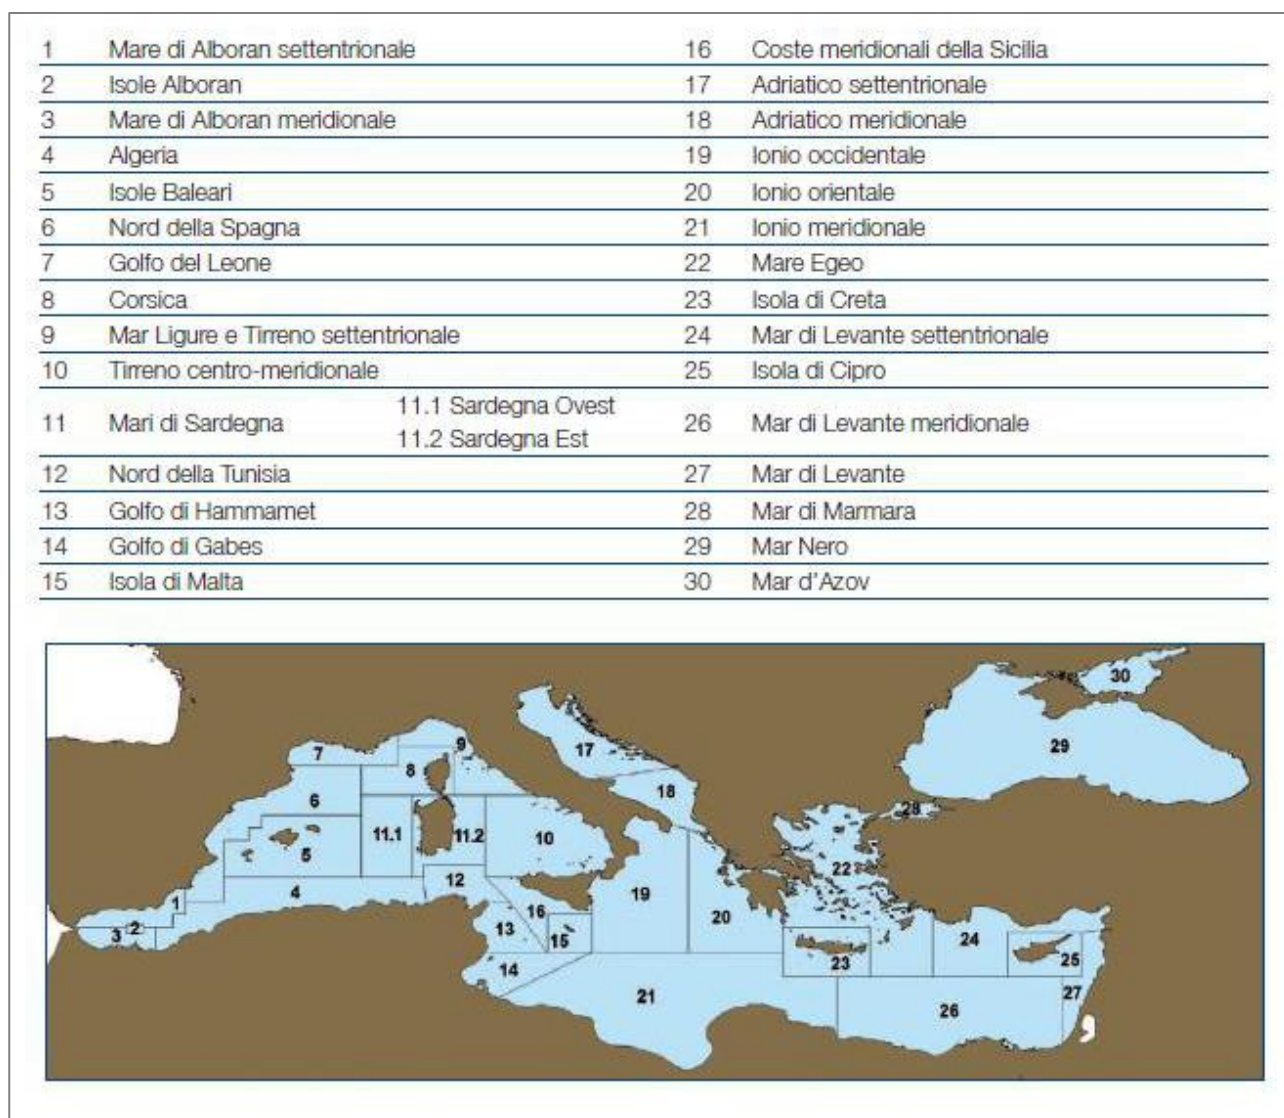 1 Mare di Alboran settentrionale 16 Coste meridionali della Sicilia
2 Isole Alboran 17 Adriatico settentrionale
3 Mare di Alboran meridionale 18 Adriatico meridionale
4 Algeria 19 Ionio occidentale
5 Isole Baleari 20 Ionio orientale
6 Nord della Spagna 21 Ionio meridionale
7 Golfo del Leone 22 Mare Egeo
8 Corsica 23 Isola di Creta
9 Mar Ligure e Tirreno settentrionale 24 Mar di Levante settentrionale
10 Tirreno centro-meridionale 25 Isola di Cipro
11 Mari di Sardegna 11.1 Sardegna Ovest 11.2 Sardegna Est 26 Mar di Levante meridionale
12 Nord della Tunisia 27 Mar di Levante
13 Golfo di Hammamet 28 Mar di Marmara
14 Golfo di Gabes 29 Mar Nero
15 Isola di Malta 30 Mar d'Azov
30
7
9
17
29
8
18
6
28
11.1
11.2
10
5
22
4
12
1
19
16
20
2
3
13
15
24
14
23
25
21
26
27